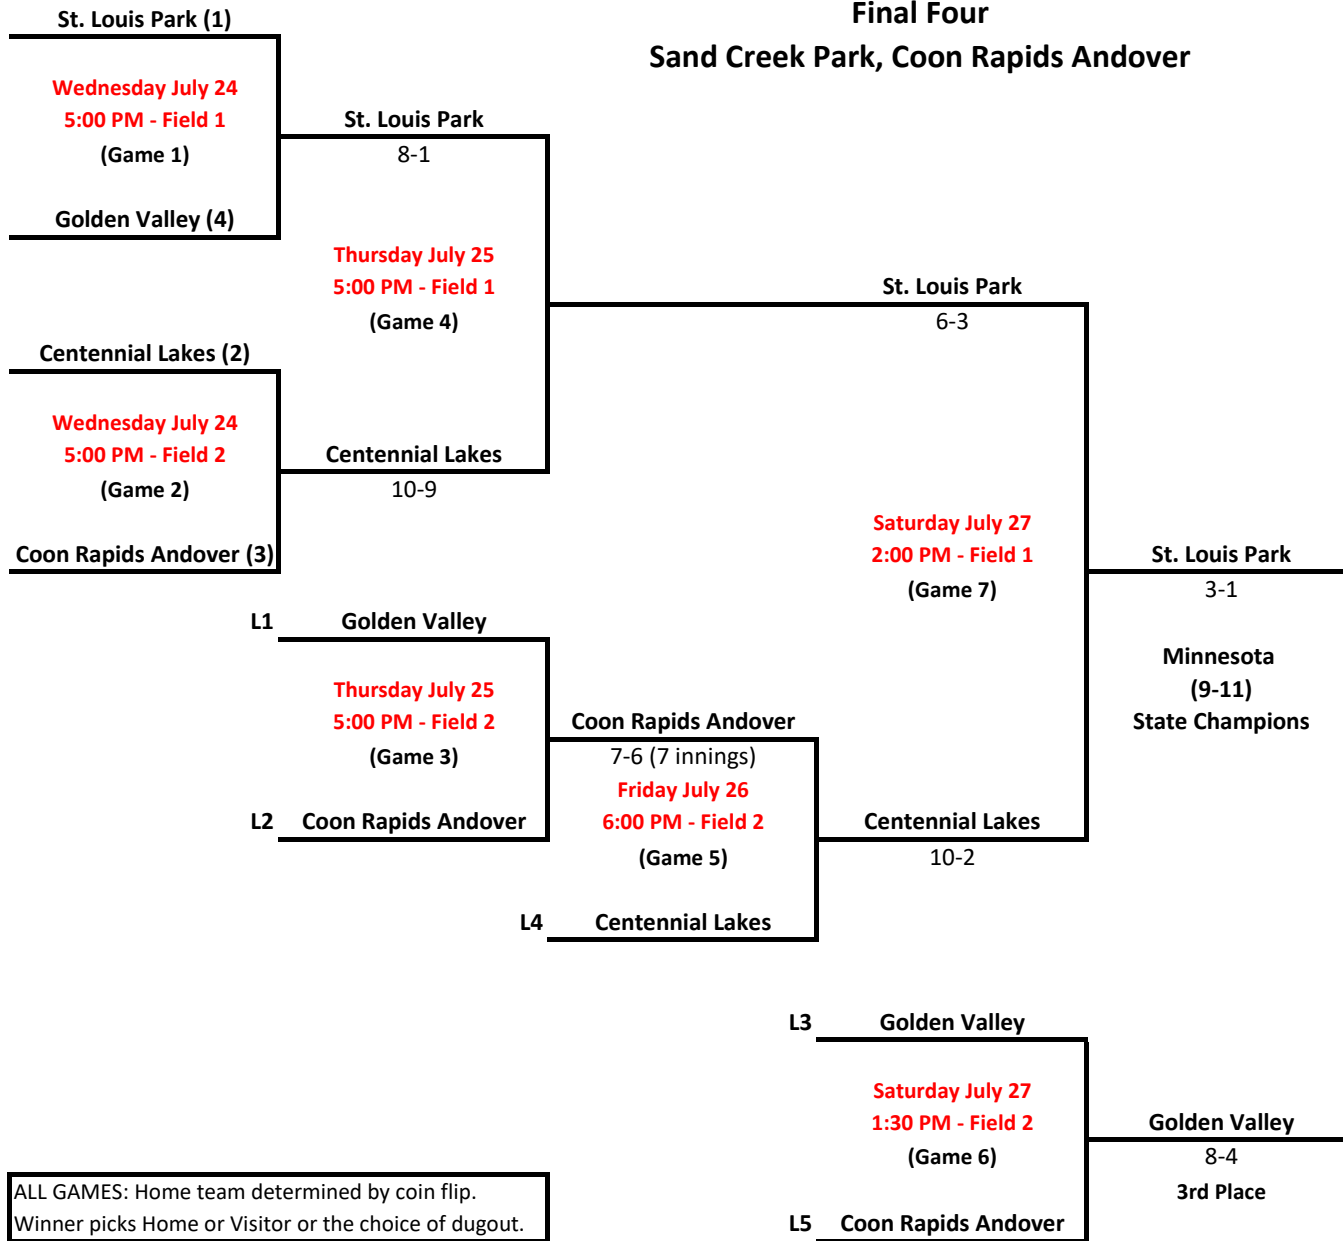 Final Four
Sand Creek Park, Coon Rapids Andover
St. Louis Park (1)
Wednesday July 24
5:00 PM - Field 1
(Game 1)
Golden Valley (4)
St. Louis Park
8-1
Thursday July 25
5:00 PM - Field 1
(Game 4)
Centennial Lakes (2)
Wednesday July 24
5:00 PM - Field 2
(Game 2)
Coon Rapids Andover (3)
Centennial Lakes
10-9
St. Louis Park
6-3
Saturday July 27
2:00 PM - Field 1
(Game 7)
St. Louis Park
3-1
Minnesota
(9-11)
State Champions
L1 Golden Valley
Thursday July 25
5:00 PM - Field 2
(Game 3)
L2 Coon Rapids Andover
Coon Rapids Andover
7-6 (7 innings)
Friday July 26
6:00 PM - Field 2
(Game 5)
L4 Centennial Lakes
Centennial Lakes
10-2
L3 Golden Valley
Saturday July 27
1:30 PM - Field 2
(Game 6)
L5 Coon Rapids Andover
Golden Valley
8-4
3rd Place
ALL GAMES: Home team determined by coin flip.
Winner picks Home or Visitor or the choice of dugout.